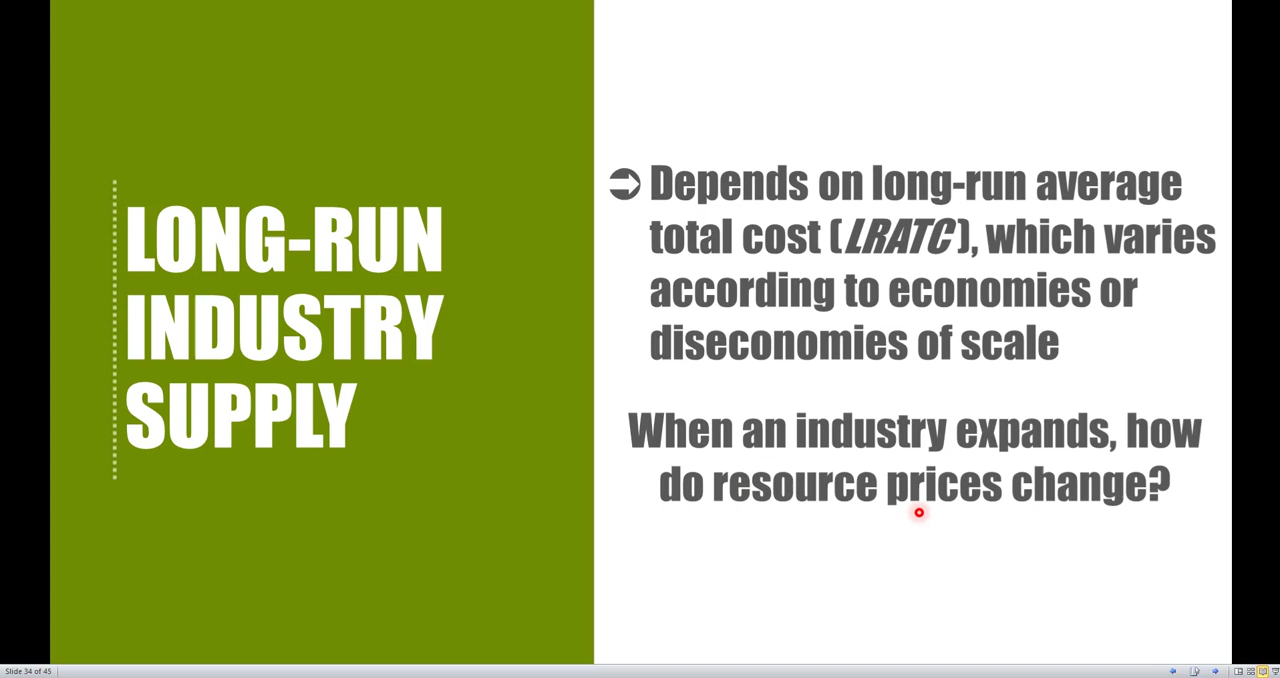 LONG-RUN
INDUSTRY
SUPPLY
Depends on long-run average
total cost (LRATC), which varies
according to economies or
diseconomies of scale
When an industry expands, how
do resource prices change?
Slide 34 of 45